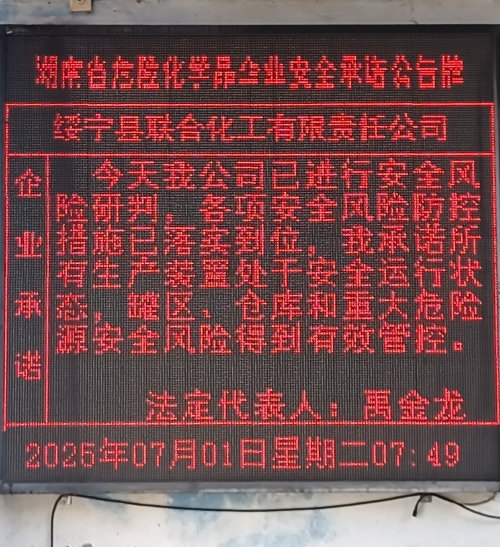 湖南省危险化学品企业安全承诺公告牌
绥宁县联合化工有限责任公司
企业承诺
今天我公司已进行安全风
险研判，各项安全风险防控
措施已落实到位，我承诺所
有生产装置处于安全运行状
态，罐区、仓库和重大危险
源安全风险得到有效管控。
法定代表人：禹金龙
2025年07月01日星期二07:49